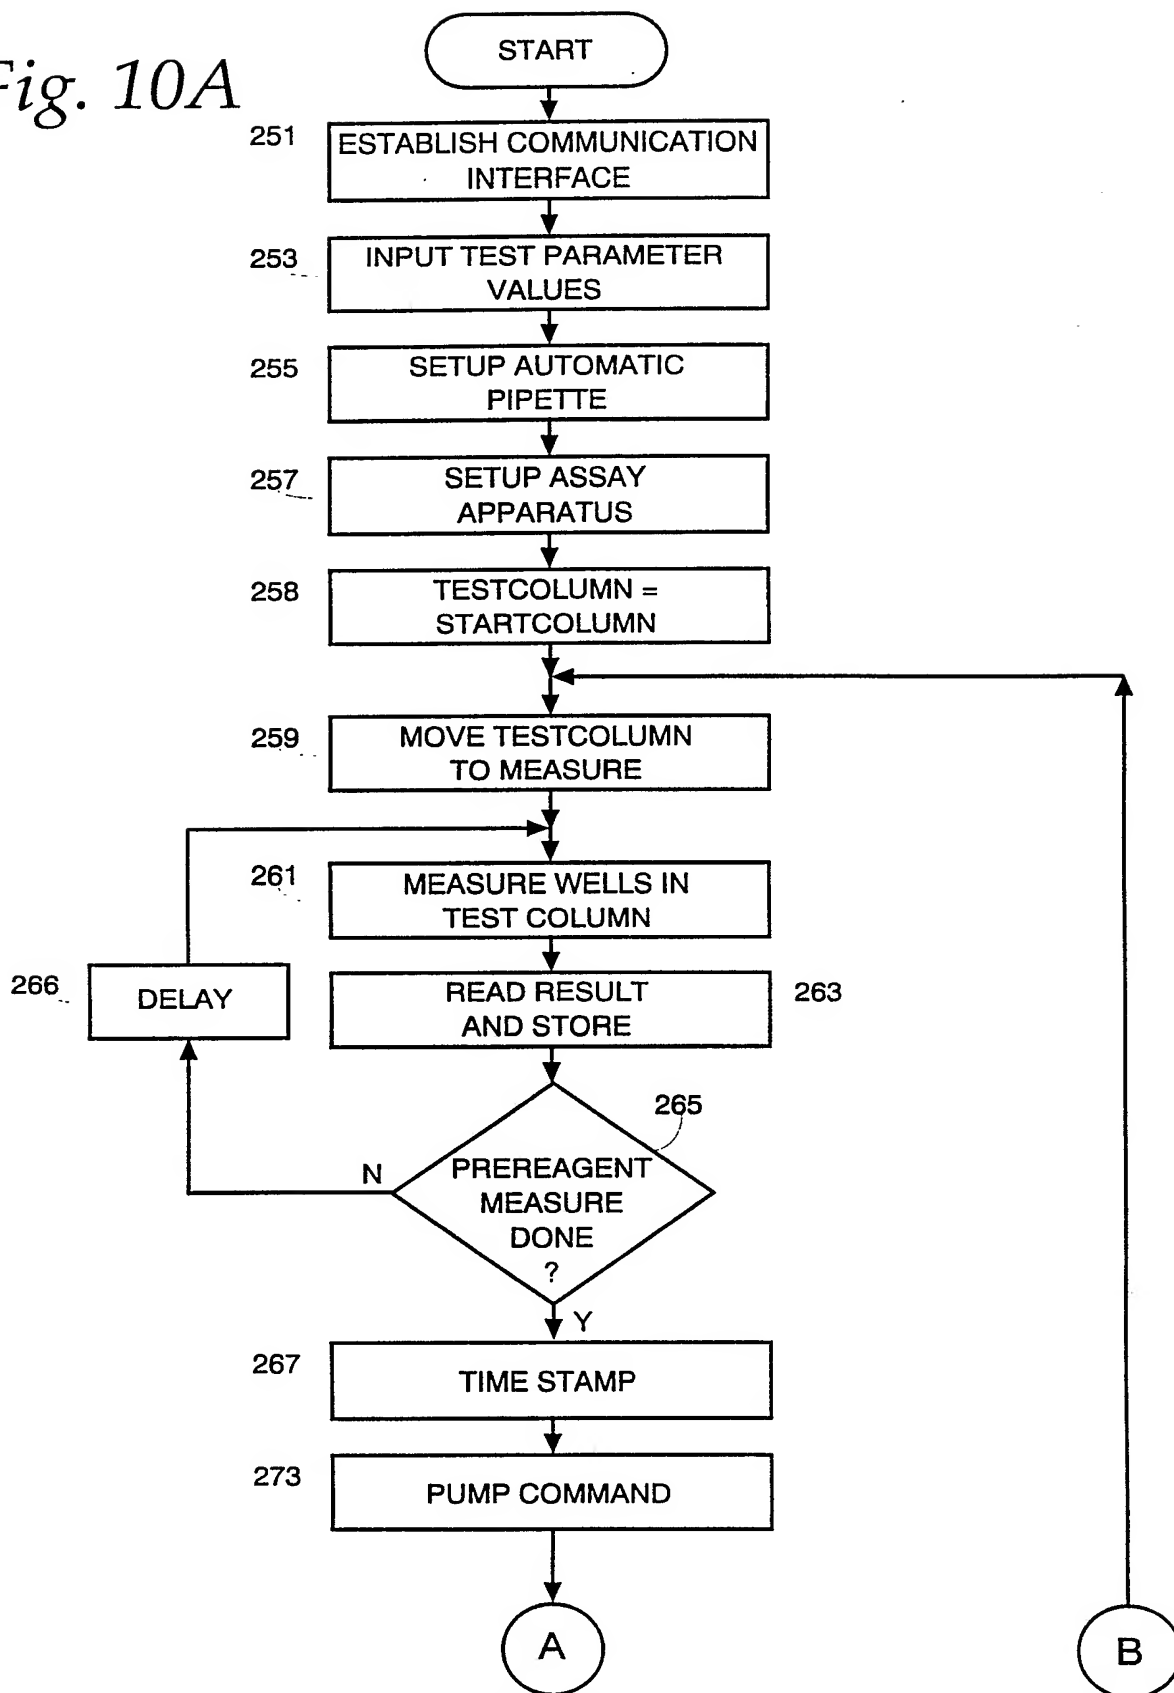 Fig. 10A
START
251
ESTABLISH COMMUNICATION
INTERFACE
253
INPUT TEST PARAMETER
VALUES
255
SETUP AUTOMATIC
PIPETTE
257
SETUP ASSAY
APPARATUS
258
TESTCOLUMN =
STARTCOLUMN
259
MOVE TESTCOLUMN
TO MEASURE
261
MEASURE WELLS IN
TEST COLUMN
266
DELAY
READ RESULT
AND STORE
263
265
N
PREREAGENT
MEASURE
DONE
?
Y
267
TIME STAMP
273
PUMP COMMAND
A
B